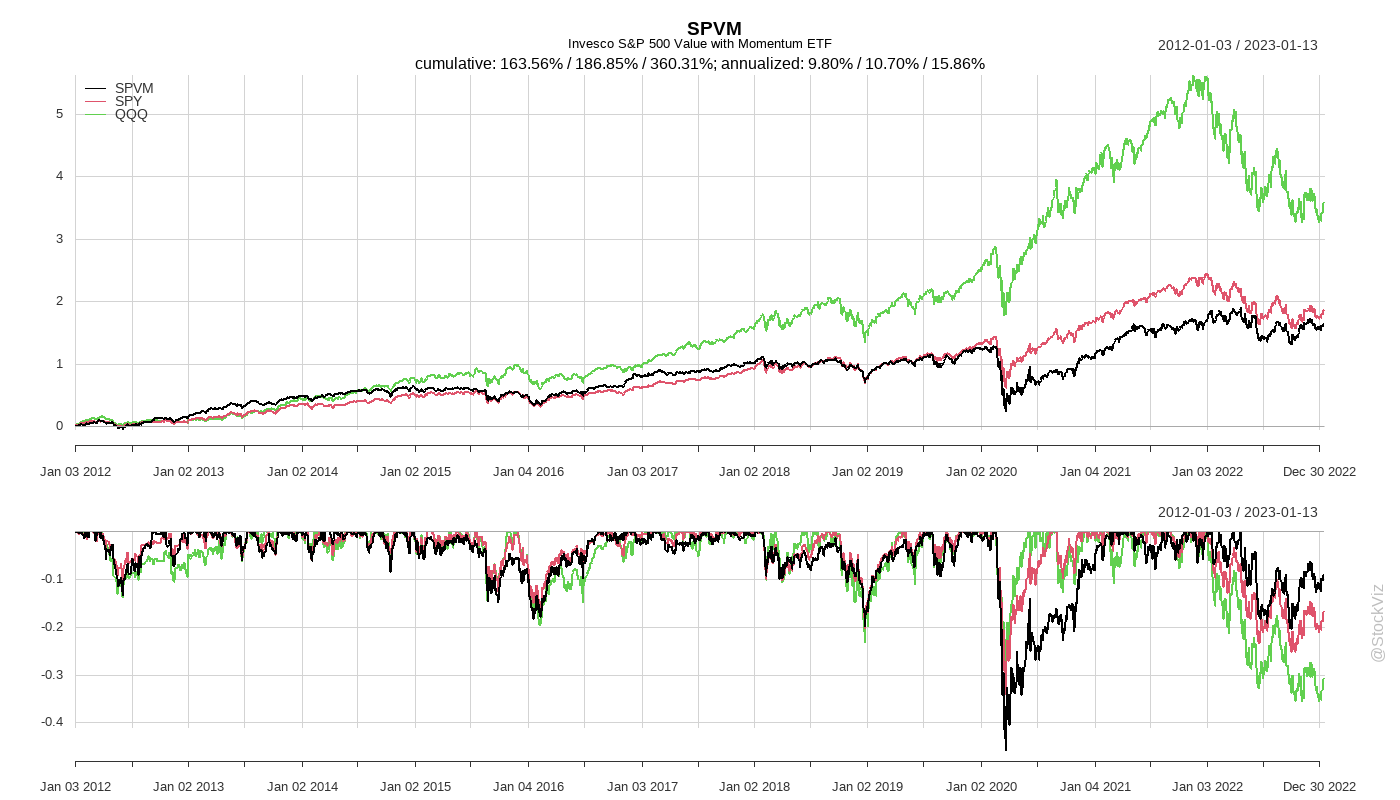 SPVM
Invesco S&P 500 Value with Momentum ETF
2012-01-03 / 2023-01-13
cumulative: 163.56% / 186.85% / 360.31%; annualized: 9.80% / 10.70% / 15.86%
SPVM
SPY
QQQ
5
4
3
2
1
0
Jan 03 2012 Jan 02 2013 Jan 02 2014 Jan 02 2015 Jan 04 2016 Jan 03 2017 Jan 02 2018 Jan 02 2019 Jan 02 2020 Jan 04 2021 Jan 03 2022 Dec 30 2022
2012-01-03 / 2023-01-13
-0.1
-0.2
-0.3
-0.4
Jan 03 2012 Jan 02 2013 Jan 02 2014 Jan 02 2015 Jan 04 2016 Jan 03 2017 Jan 02 2018 Jan 02 2019 Jan 02 2020 Jan 04 2021 Jan 03 2022 Dec 30 2022
@StockViz